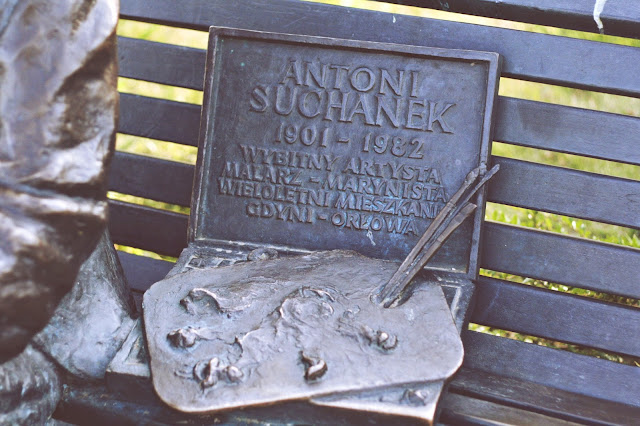 ANTONI
SUCHANEK
1901 - 1982
WYBITNY ARTYSTA
MALARZ - MARYNISTA
WIELOLETNI MIESZKANIEC
GDYNI - ORŁOWA